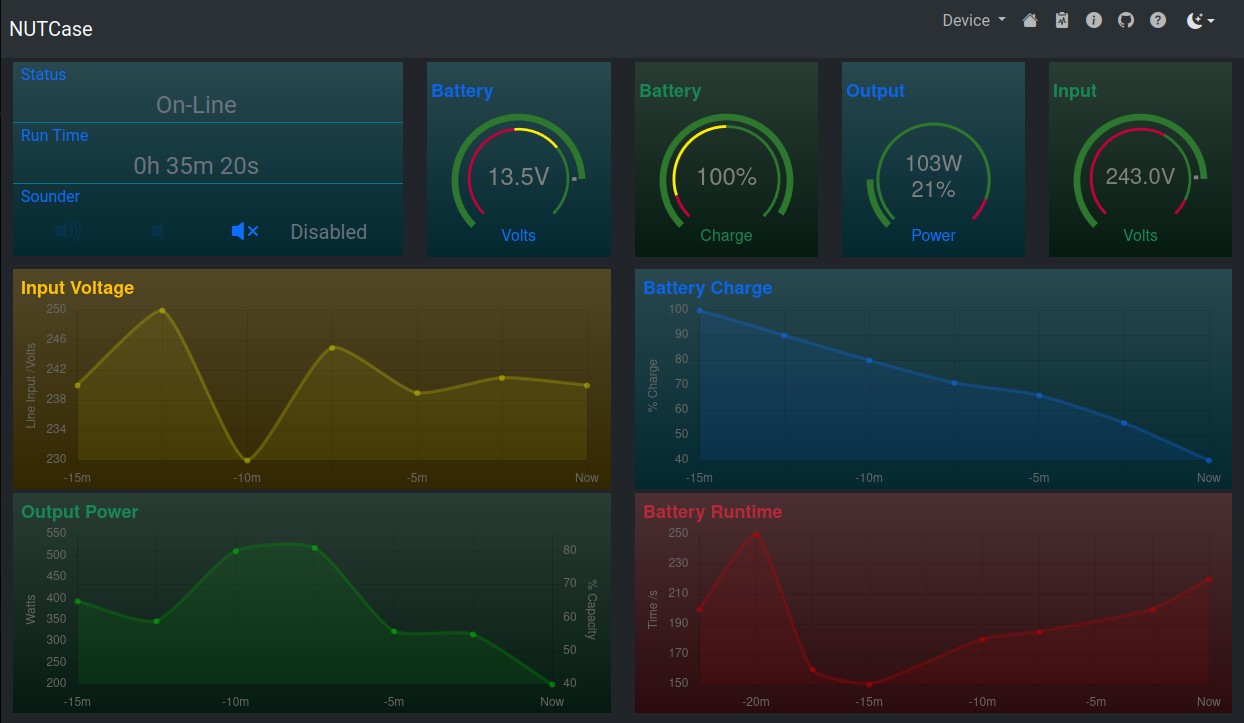 NUTCase
Device
Status
On-Line
Run Time
0h 35m 20s
Sounder
Disabled
Battery
13.5V
Volts
Battery
100%
Charge
Output
103W
21%
Power
Input
243.0V
Volts
Input Voltage
Line Input /Volts
250
246
242
238
234
230
-15m -10m -5m Now
Battery Charge
% Charge
100
90
80
70
60
50
40
-15m -10m -5m Now
Output Power
Watts
550
500
450
400
350
300
250
200
80
70
60
50
40
% Capacity
-15m -10m -5m Now
Battery Runtime
Time /s
250
230
210
190
170
150
-20m -15m -10m -5m Now